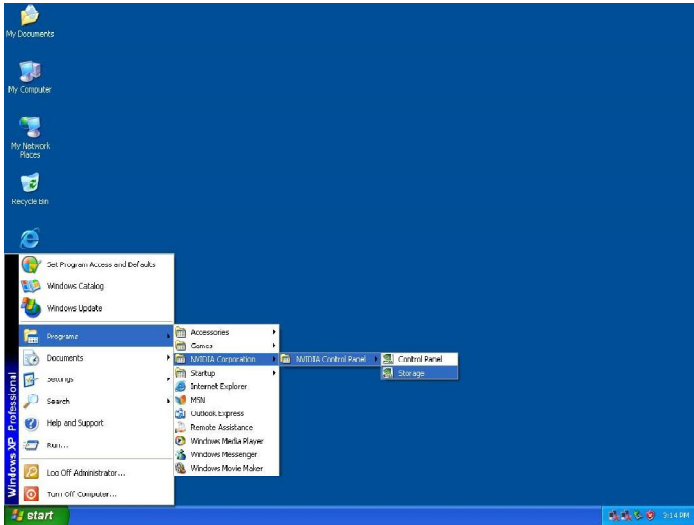 My Documents
My Computer
My Network
Places
Recycle Bin
Set Program Access and Defaults
Windows Catalog
Windows Update
Programs
Documents
Settings
Search
Help and Support
Run...
Log Off Administrator...
Turn Off Computer...
Windows XP Professional
Accessories
Games
NVIDIA Corporation
Startup
Internet Explorer
MSN
Outlook Express
Remote Assistance
Windows Media Player
Windows Messenger
Windows Movie Maker
NVIDIA Control Panel
Control Panel
Storage
start
3:14 PM